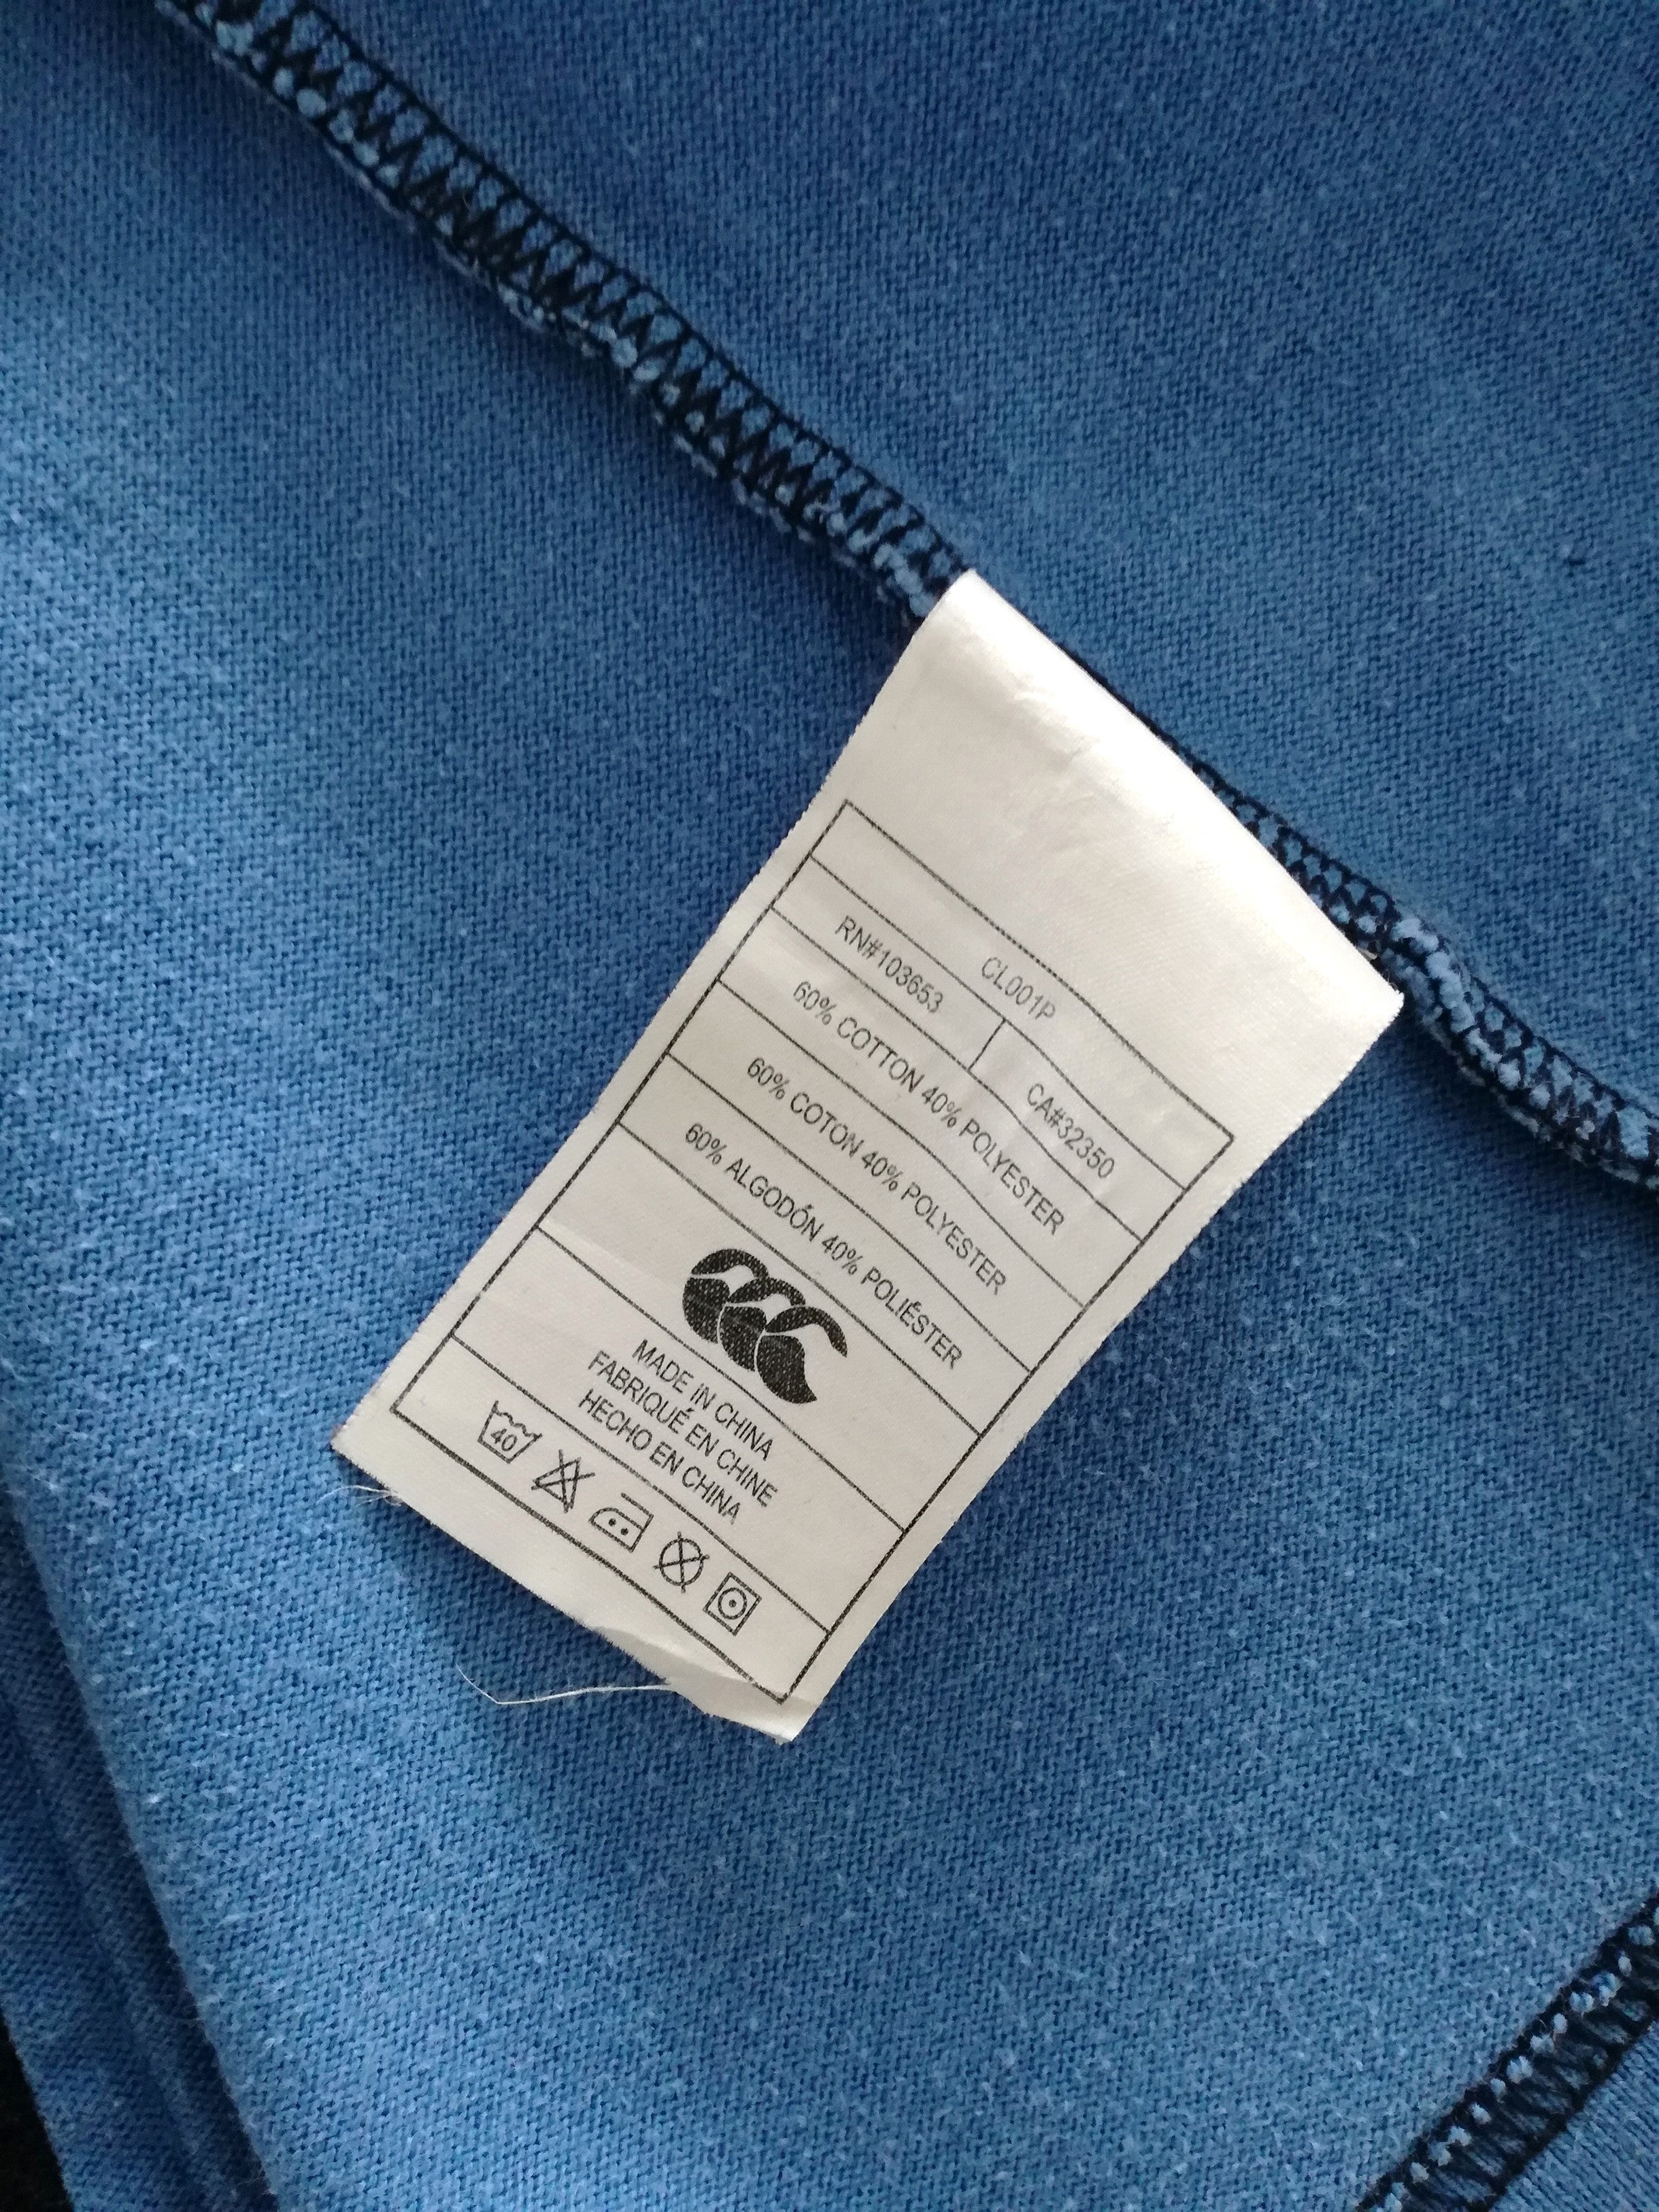 CL001P
RN#103653 CA#32350
60% COTTON 40% POLYESTER
60% COTON 40% POLYESTER
60% ALGODÓN 40% POLIÉSTER
MADE IN CHINA
FABRIQUÉ EN CHINE
HECHO EN CHINA
40